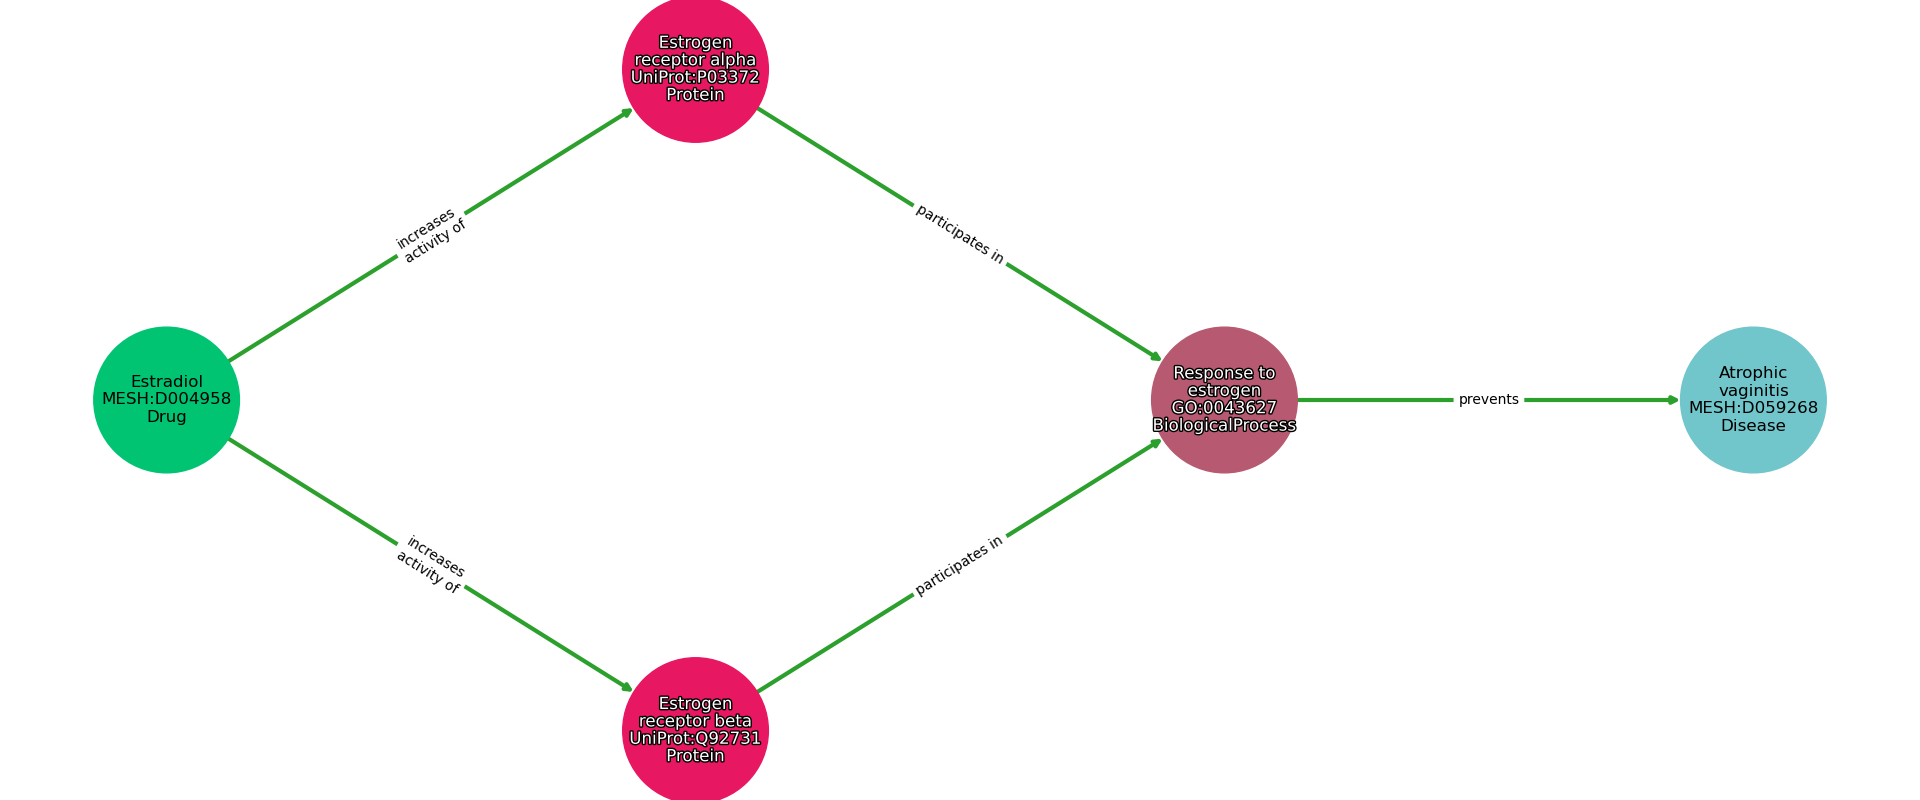 Estrogen
receptor alpha
UniProt:P03372
Protein
increases
activity of
participates in
Estradiol
MESH:D004958
Drug
Response to
estrogen
GO:0043627
BiologicalProcess
prevents
Atrophic
vaginitis
MESH:D059268
Disease
increases
activity of
participates in
Estrogen
receptor beta
UniProt:Q92731
Protein